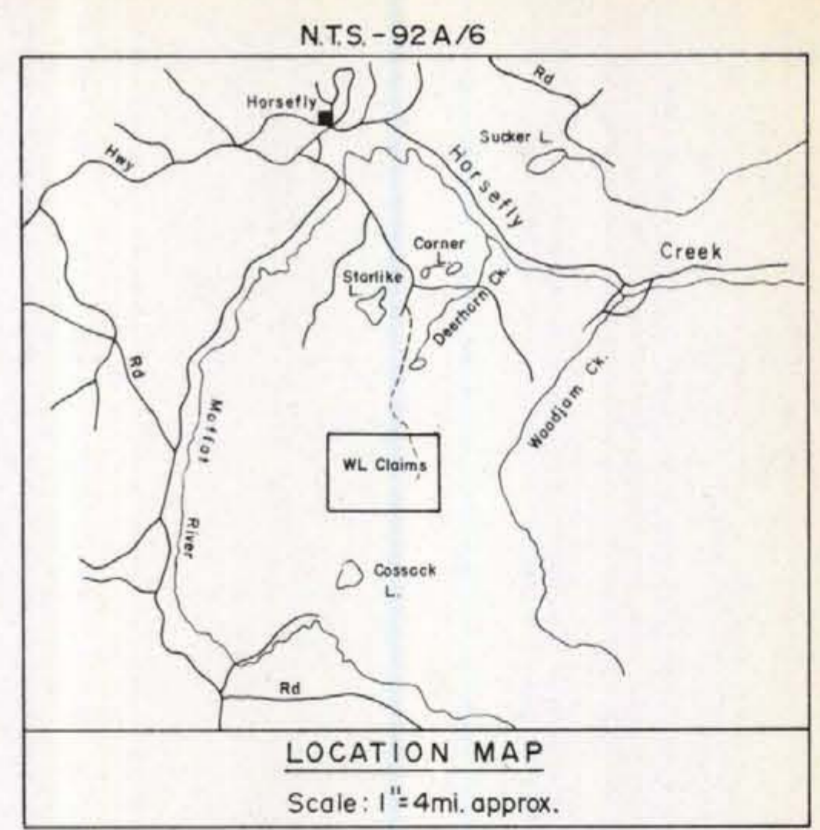 N.T.S.-92 A/6
Rd
Horsefly
Sucker L.
Hwy
Horsefly
Creek
Corner
L.
Starlike
L.
Deerhorn Ck.
Rd
Woodjam Ck.
Moffat
River
WL Claims
Cossack
L.
Rd
LOCATION MAP
Scale: 1"=4mi. approx.